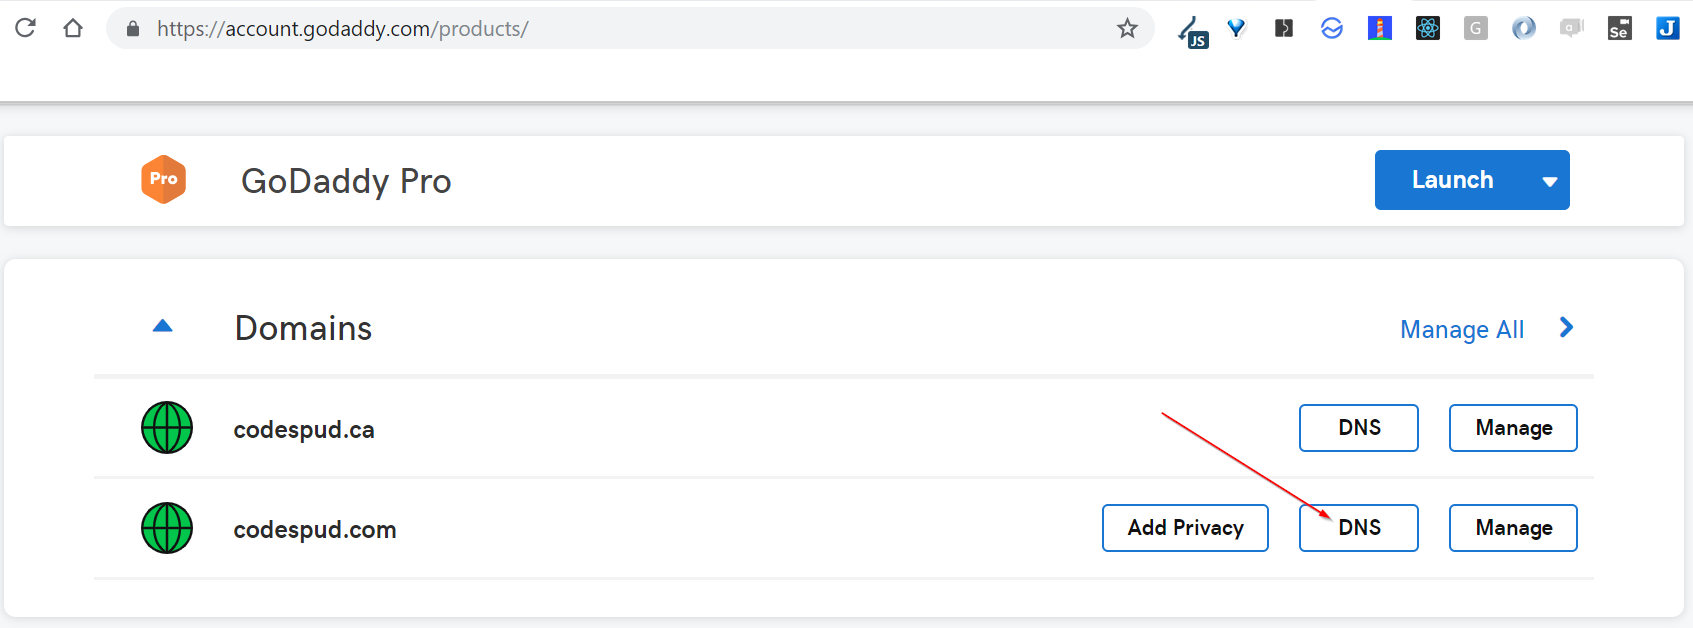 https://account.godaddy.com/products/
JS
G
a
Se
J
Pro
GoDaddy Pro
Launch
Domains
Manage All
codespud.ca
DNS
Manage
codespud.com
Add Privacy
DNS
Manage